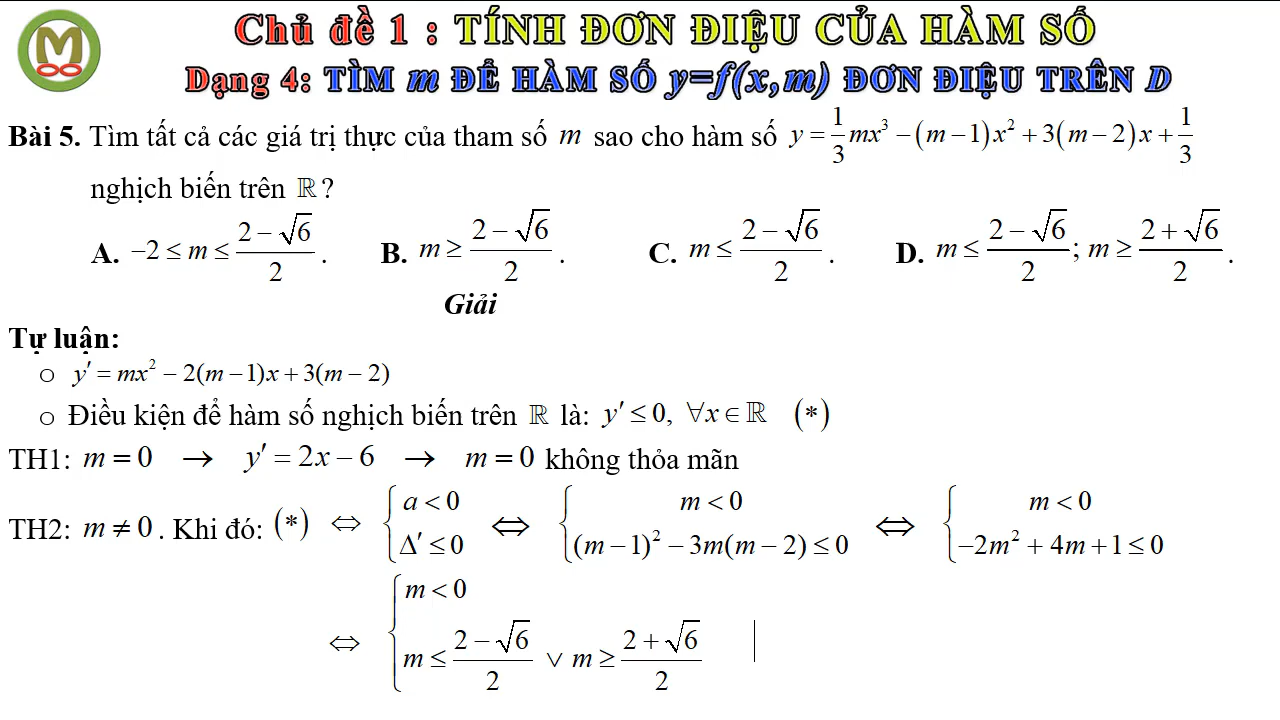 M
Chủ đề 1 : TÍNH ĐƠN ĐIỆU CỦA HÀM SỐ
Dạng 4: TÌM m ĐỂ HÀM SỐ y=f(x,m) ĐƠN ĐIỆU TRÊN D
Bài 5. Tìm tất cả các giá trị thực của tham số m sao cho hàm số y = 1/3 mx³ − (m−1)x² + 3(m−2)x + 1/3
nghịch biến trên ℝ?
A. −2 ≤ m ≤ (2−√6)/2 . B. m ≥ (2−√6)/2 . C. m ≤ (2−√6)/2 . D. m ≤ (2−√6)/2 ; m ≥ (2+√6)/2 .
Giải
Tự luận:
o y′ = mx² − 2(m−1)x + 3(m−2)
o Điều kiện để hàm số nghịch biến trên ℝ là: y′ ≤ 0, ∀x ∈ ℝ (*)
TH1: m = 0 → y′ = 2x − 6 → m = 0 không thỏa mãn
TH2: m ≠ 0. Khi đó: (*) ⇔ { a < 0 ; Δ′ ≤ 0 ⇔ { m < 0 ; (m−1)² − 3m(m−2) ≤ 0 ⇔ { m < 0 ; −2m² + 4m + 1 ≤ 0
⇔ { m < 0 ; m ≤ (2−√6)/2 ∨ m ≥ (2+√6)/2